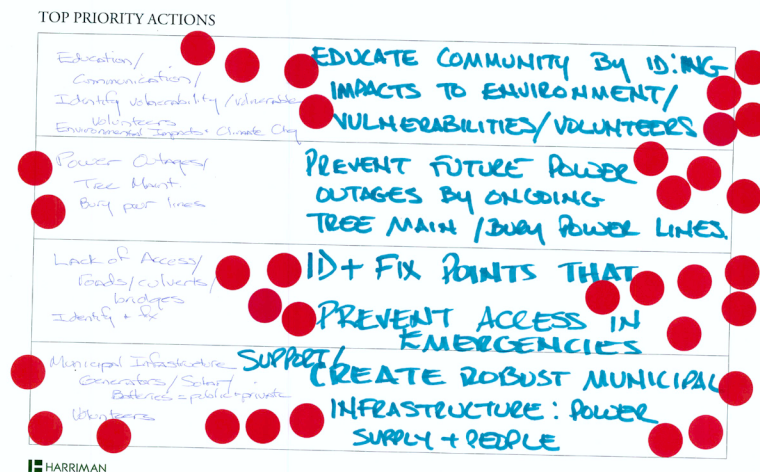 TOP PRIORITY ACTIONS
Education/
Communication/
Identify vulnerability/vulnerable
Volunteers
Environmental Impacts + Climate Chg
EDUCATE COMMUNITY BY ID:ING
IMPACTS TO ENVIRONMENT/
VULNERABILITIES/VOLUNTEERS
Power Outages/
Tree Maint.
Bury pwr lines
PREVENT FUTURE POWER
OUTAGES BY ONGOING
TREE MAIN /BURY POWER LINES.
Lack of Access/
roads/culverts/
bridges
Identify + fix
ID + FIX POINTS THAT
PREVENT ACCESS IN
EMERGENCIES
Municipal Infrastructure
Generators/Solar/
Batteries = public + private
Volunteers
SUPPORT/
CREATE ROBUST MUNICIPAL
INFRASTRUCTURE: POWER
SUPPLY + PEOPLE
HARRIMAN